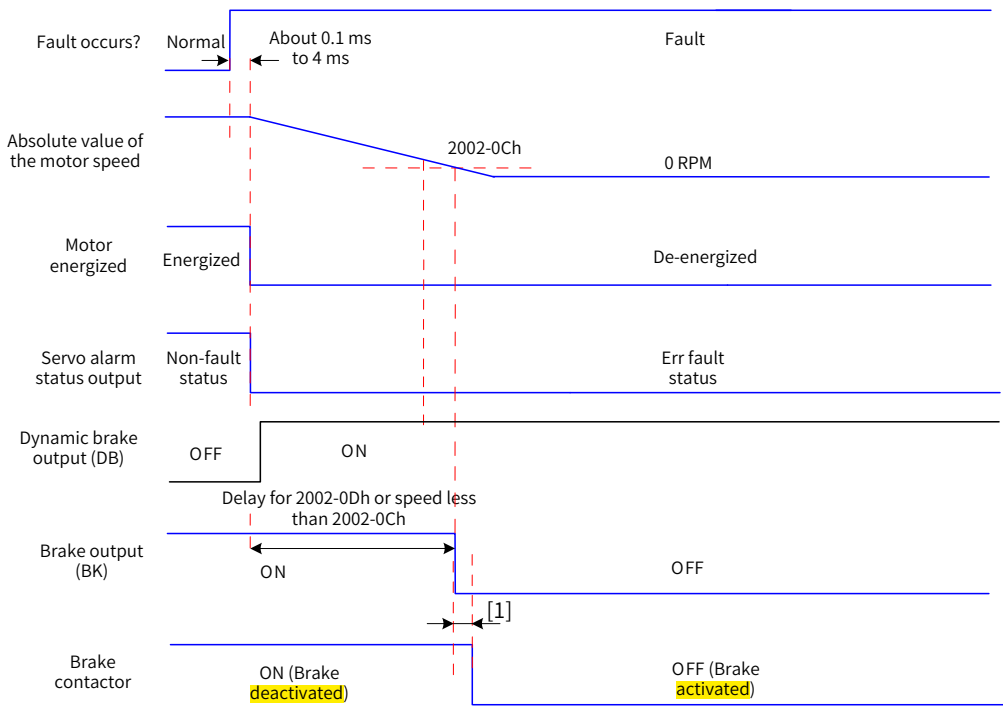 Fault occurs?
Normal
About 0.1 ms
to 4 ms
Fault
Absolute value of
the motor speed
2002-0Ch
0 RPM
Motor
energized
Energized
De-energized
Servo alarm
status output
Non-fault
status
Err fault
status
Dynamic brake
output (DB)
OFF
ON
Delay for 2002-0Dh or speed less
than 2002-0Ch
Brake output
(BK)
ON
OFF
[1]
Brake
contactor
ON (Brake
deactivated)
OFF (Brake
activated)